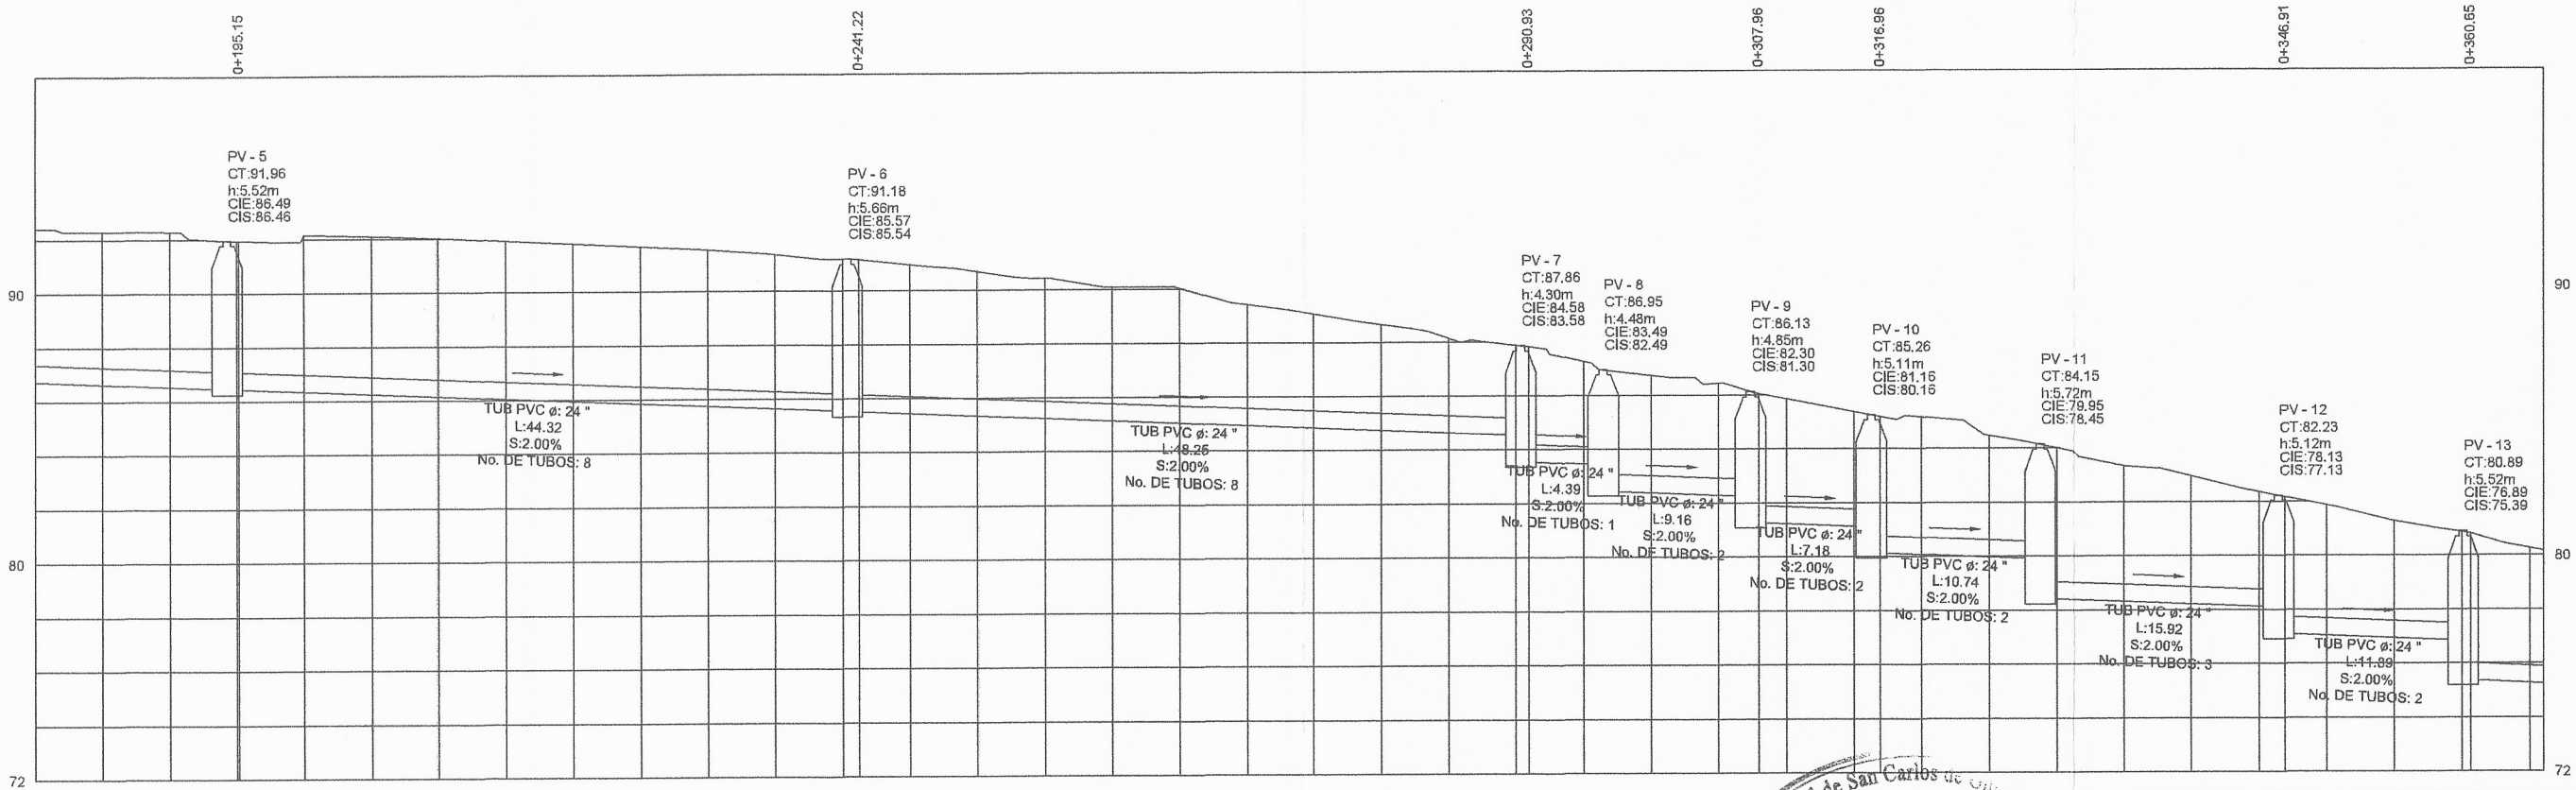 0+195.15
0+241.22
0+290.93
0+307.96
0+316.96
0+346.91
0+360.65
PV - 5
CT:91.96
h:5.52m
CIE:86.49
CIS:86.46
PV - 6
CT:91.18
h:5.66m
CIE:85.57
CIS:85.54
PV - 7
CT:87.86
h:4.30m
CIE:84.58
CIS:83.58
PV - 8
CT:86.95
h:4.48m
CIE:83.49
CIS:82.49
PV - 9
CT:86.13
h:4.85m
CIE:82.30
CIS:81.30
PV - 10
CT:85.26
h:5.11m
CIE:81.16
CIS:80.16
PV - 11
CT:84.15
h:5.72m
CIE:79.95
CIS:78.45
PV - 12
CT:82.23
h:5.12m
CIE:78.13
CIS:77.13
PV - 13
CT:80.89
h:5.52m
CIE:76.89
CIS:75.39
90
90
TUB PVC ø: 24 "
L:44.32
S:2.00%
No. DE TUBOS: 8
TUB PVC ø: 24 "
L:48.25
S:2.00%
No. DE TUBOS: 8
TUB PVC ø: 24 "
L:4.39
S:2.00%
No. DE TUBOS: 1
TUB PVC ø: 24 "
L:9.16
S:2.00%
No. DE TUBOS: 2
TUB PVC ø: 24 "
L:7.18
S:2.00%
No. DE TUBOS: 2
TUB PVC ø: 24 "
L:10.74
S:2.00%
No. DE TUBOS: 2
TUB PVC ø: 24 "
L:15.92
S:2.00%
No. DE TUBOS: 3
TUB PVC ø: 24 "
L:11.89
S:2.00%
No. DE TUBOS: 2
80
80
72
72
de San Carlos de